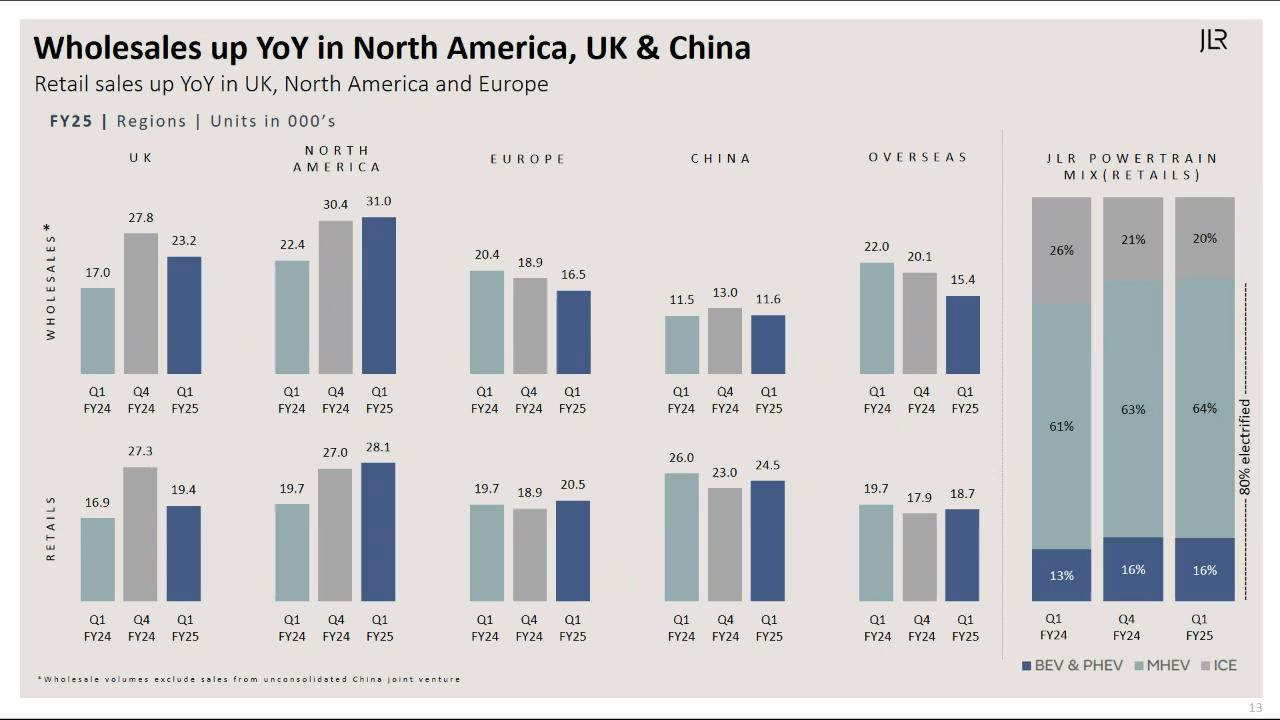 Wholesales up YoY in North America, UK & China
JLR
Retail sales up YoY in UK, North America and Europe
FY25 | Regions | Units in 000's
UK
NORTH
AMERICA
EUROPE
CHINA
OVERSEAS
JLR POWERTRAIN
MIX(RETAILS)
WHOLESALES*
17.0 27.8 23.2
22.4 30.4 31.0
20.4 18.9 16.5
11.5 13.0 11.6
22.0 20.1 15.4
Q1 Q4 Q1
FY24 FY24 FY25
Q1 Q4 Q1
FY24 FY24 FY25
Q1 Q4 Q1
FY24 FY24 FY25
Q1 Q4 Q1
FY24 FY24 FY25
Q1 Q4 Q1
FY24 FY24 FY25
RETAILS
16.9 27.3 19.4
19.7 27.0 28.1
19.7 18.9 20.5
26.0 23.0 24.5
19.7 17.9 18.7
Q1 Q4 Q1
FY24 FY24 FY25
Q1 Q4 Q1
FY24 FY24 FY25
Q1 Q4 Q1
FY24 FY24 FY25
Q1 Q4 Q1
FY24 FY24 FY25
Q1 Q4 Q1
FY24 FY24 FY25
26% 21% 20%
61% 63% 64%
13% 16% 16%
80% electrified
Q1 Q4 Q1
FY24 FY24 FY25
BEV & PHEV MHEV ICE
*Wholesale volumes exclude sales from unconsolidated China joint venture
13